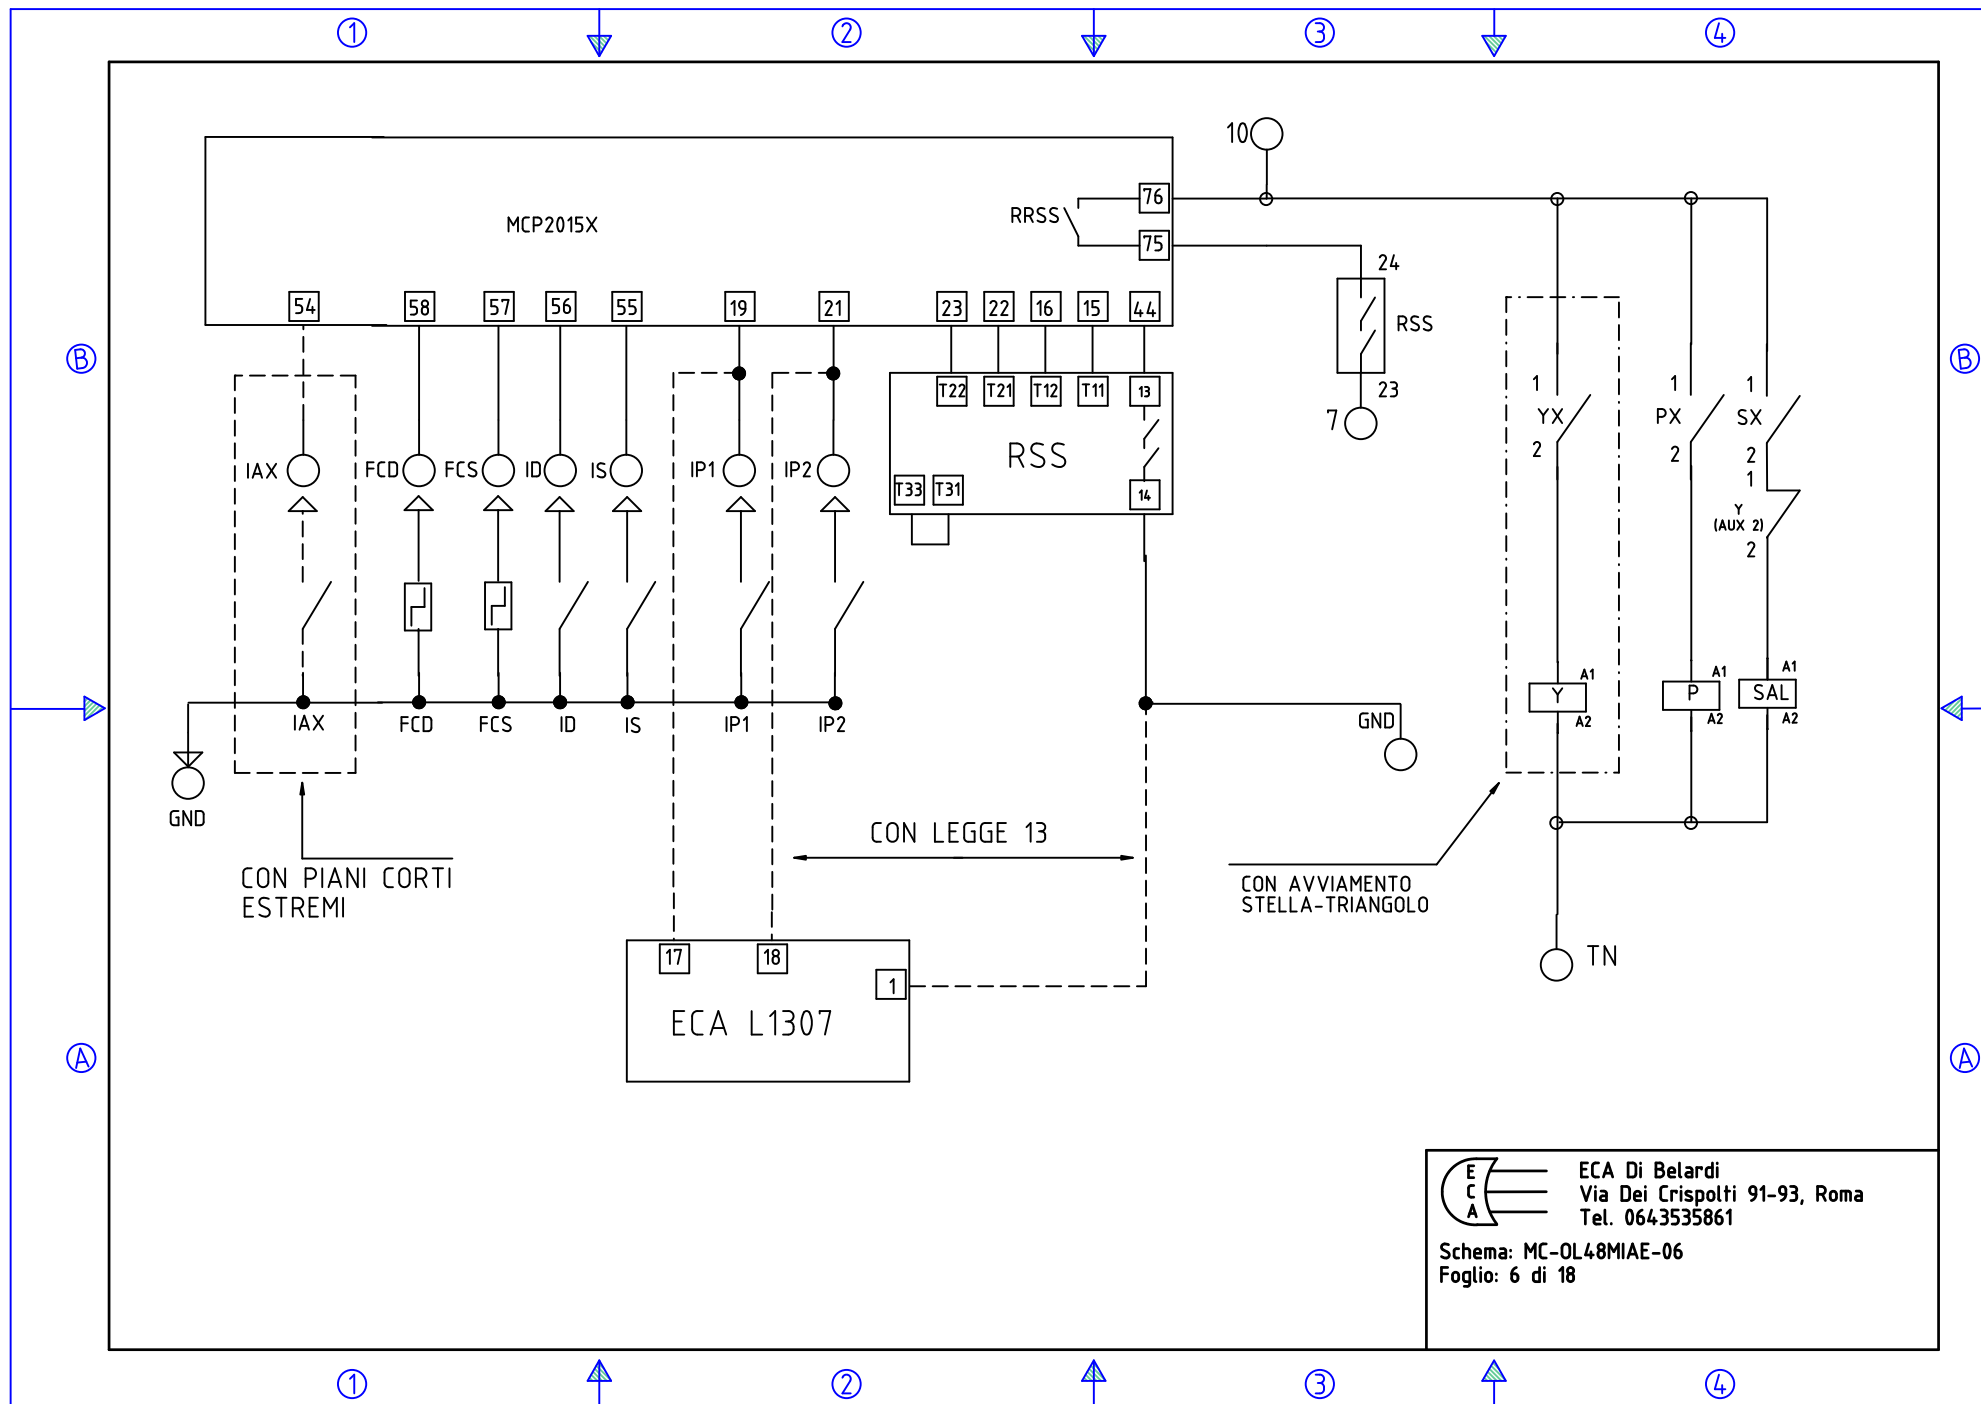 1 2 3 4
10
MCP2015X
RRSS
76
75
54 58 57 56 55 19 21 23 22 16 15 44
24
RSS
23
7
B
B
T22 T21 T12 T11 13
RSS
T33 T31 14
IAX FCD FCS ID IS IP1 IP2
1 1 1
YX PX SX
2 2 2
1
Y
(AUX 2)
2
A1 A1 A1
Y P SAL
A2 A2 A2
IAX FCD FCS ID IS IP1 IP2
GND
GND
CON LEGGE 13
CON PIANI CORTI
ESTREMI
CON AVVIAMENTO
STELLA-TRIANGOLO
17 18
1
ECA L1307
TN
A
A
E
C
A
ECA Di Belardi
Via Dei Crispolti 91-93, Roma
Tel. 0643535861
Schema: MC-OL48MIAE-06
Foglio: 6 di 18
1 2 3 4